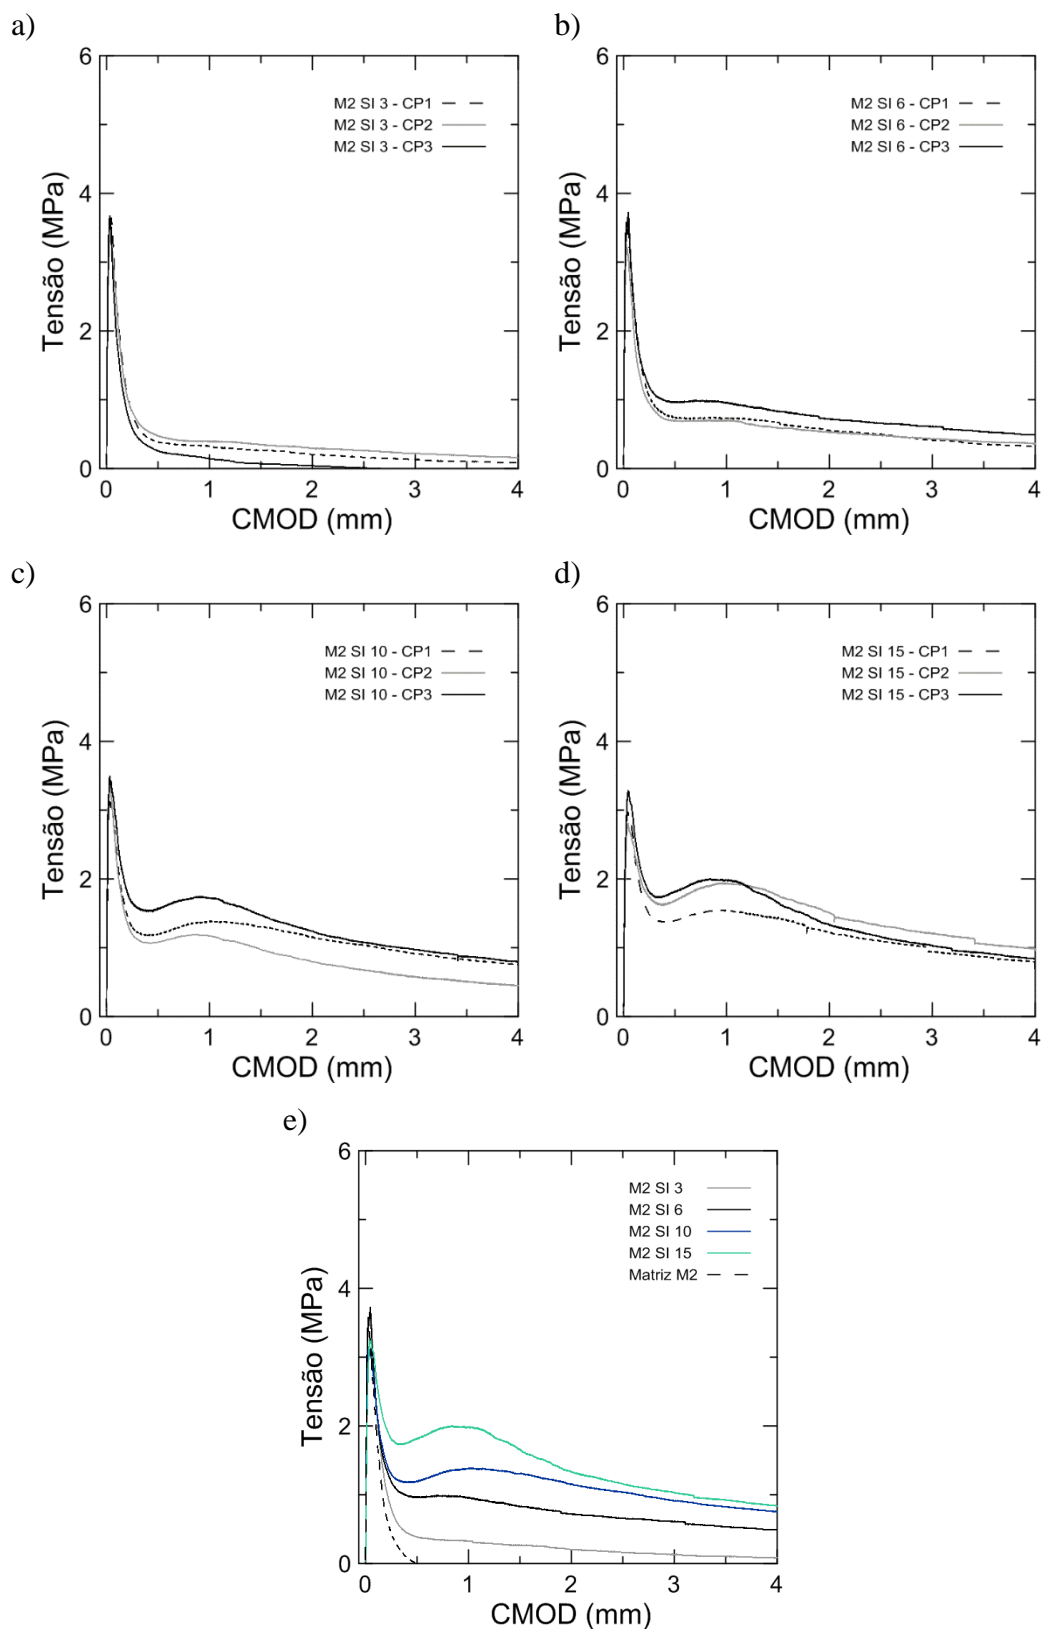 a)
6
4
2
0
Tensão (MPa)
M2 SI 3 - CP1
M2 SI 3 - CP2
M2 SI 3 - CP3
0 1 2 3 4
CMOD (mm)
b)
6
4
2
0
Tensão (MPa)
M2 SI 6 - CP1
M2 SI 6 - CP2
M2 SI 6 - CP3
0 1 2 3 4
CMOD (mm)
c)
6
4
2
0
Tensão (MPa)
M2 SI 10 - CP1
M2 SI 10 - CP2
M2 SI 10 - CP3
0 1 2 3 4
CMOD (mm)
d)
6
4
2
0
Tensão (MPa)
M2 SI 15 - CP1
M2 SI 15 - CP2
M2 SI 15 - CP3
0 1 2 3 4
CMOD (mm)
e)
6
4
2
0
Tensão (MPa)
M2 SI 3
M2 SI 6
M2 SI 10
M2 SI 15
Matriz M2
0 1 2 3 4
CMOD (mm)